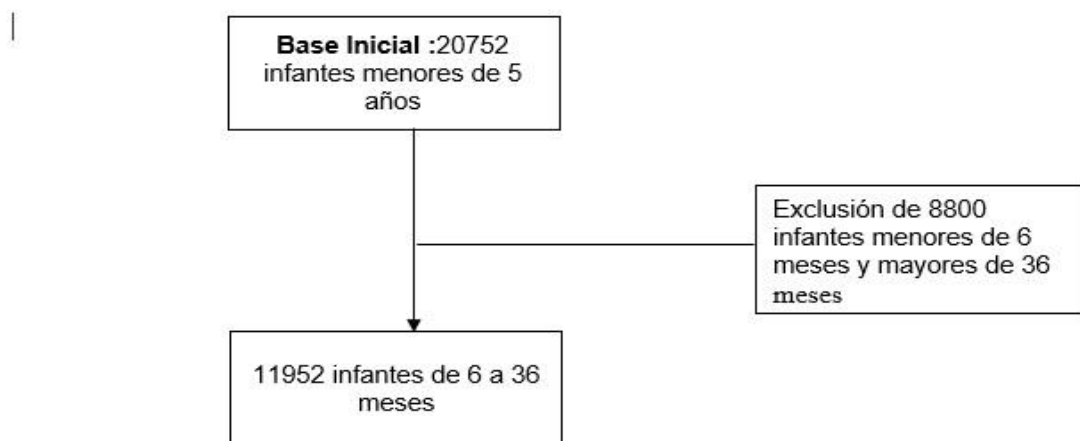 Base Inicial :20752
infantes menores de 5
años
Exclusión de 8800
infantes menores de 6
meses y mayores de 36
meses
11952 infantes de 6 a 36
meses